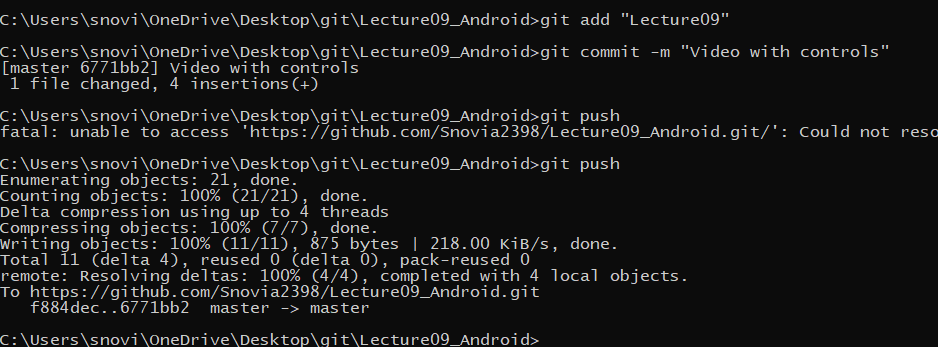 C:\Users\snovi\OneDrive\Desktop\git\Lecture09_Android>git add "Lecture09"
C:\Users\snovi\OneDrive\Desktop\git\Lecture09_Android>git commit -m "Video with controls"
[master 6771bb2] Video with controls
1 file changed, 4 insertions(+)
C:\Users\snovi\OneDrive\Desktop\git\Lecture09_Android>git push
fatal: unable to access 'https://github.com/Snovia2398/Lecture09_Android.git/': Could not reso
C:\Users\snovi\OneDrive\Desktop\git\Lecture09_Android>git push
Enumerating objects: 21, done.
Counting objects: 100% (21/21), done.
Delta compression using up to 4 threads
Compressing objects: 100% (7/7), done.
Writing objects: 100% (11/11), 875 bytes | 218.00 KiB/s, done.
Total 11 (delta 4), reused 0 (delta 0), pack-reused 0
remote: Resolving deltas: 100% (4/4), completed with 4 local objects.
To https://github.com/Snovia2398/Lecture09_Android.git
f884dec..6771bb2  master -> master
C:\Users\snovi\OneDrive\Desktop\git\Lecture09_Android>